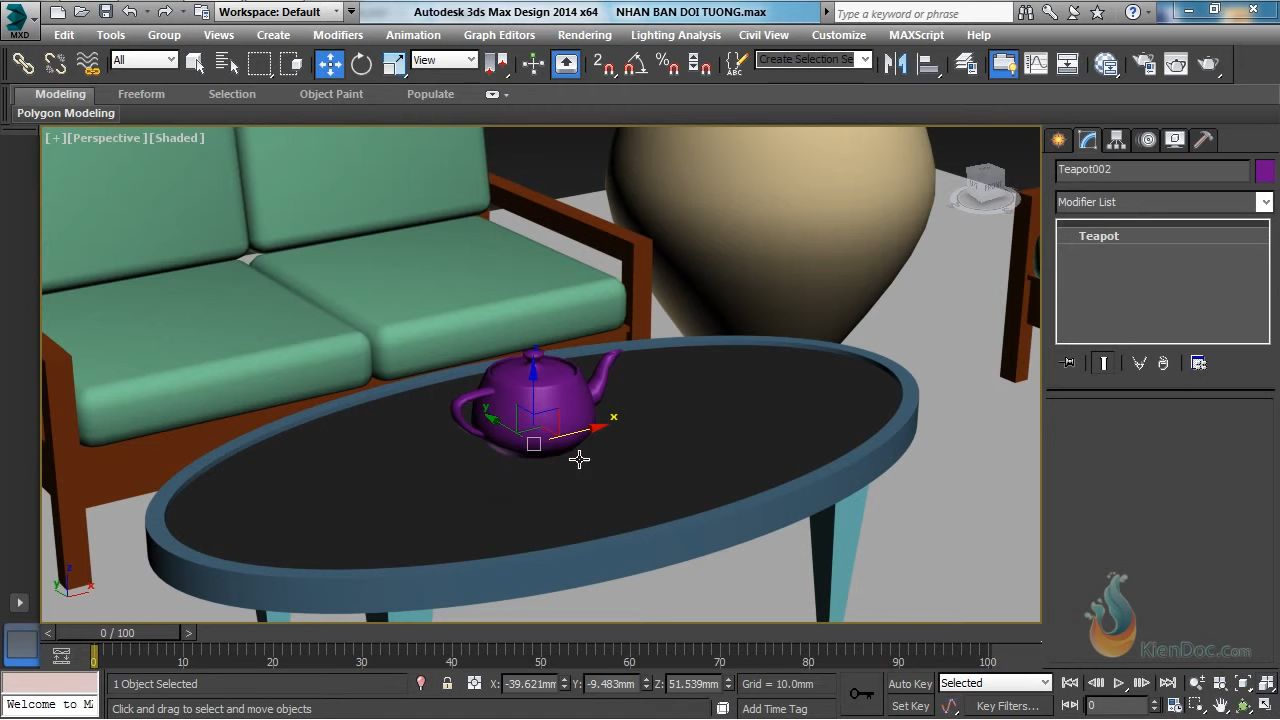 MXD
Workspace: Default
Autodesk 3ds Max Design 2014 x64 NHAN BAN DOI TUONG.max
Type a keyword or phrase
Edit Tools Group Views Create Modifiers Animation Graph Editors Rendering Lighting Analysis Civil View Customize MAXScript Help
All View Create Selection Se
Modeling Freeform Selection Object Paint Populate
Polygon Modeling
[+][Perspective][Shaded]
Teapot002
Modifier List
Teapot
FRONT
z
y
x
z
y
x
KienDoc.com
< 0 / 100 >
0 10 20 30 40 50 60 70 80 90 100
1 Object Selected X: -39.621mm Y: -9.483mm Z: 51.539mm Grid = 10.0mm Auto Key Selected
Welcome to M Click and drag to select and move objects Add Time Tag Set Key Key Filters... 0